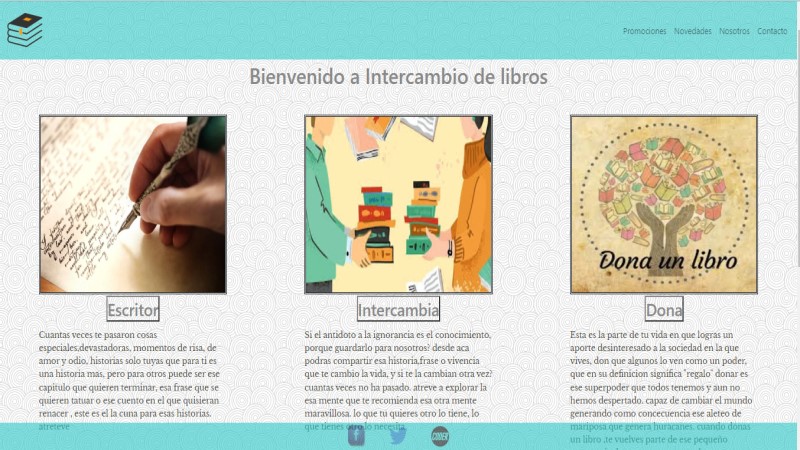 Promociones Novedades Nosotros Contacto
Bienvenido a Intercambio de libros
Dona un libro
Escritor
Cuantas veces te pasaron cosas
especiales,devastadoras, momentos de risa, de
amor y odio, historias solo tuyas que para ti es
una historia mas, pero para otros puede ser ese
capitulo que quieren terminar, esa frase que se
quieren tatuar o ese cuento en el que quisieran
renacer , este es el la cuna para esas historias.
atreteve
Intercambia
Si el antidoto a la ignorancia es el conocimiento,
porque guardarlo para nosotros? desde aca
podras compartir esa historia,frase o vivencia
que te cambio la vida, y si te la cambian otra vez?
cuantas veces no ha pasado. atreve a explorar la
esa mente que te recomienda esa otra mente
maravillosa. lo que tu quieres otro lo tiene, lo
que tienes otro lo necesita.
Dona
Esta es la parte de tu vida en que logras un
aporte desinteresado a la sociedad en la que
vives, don que algunos lo ven como un poder,
que en su definicion significa "regalo" donar es
ese superpoder que todos tenemos y aun no
hemos despertado. capaz de cambiar el mundo
generando como concecuencia ese aleteo de
mariposa que genera huracanes. cuando donas
un libro ,te vuelves parte de ese pequeño
CODER